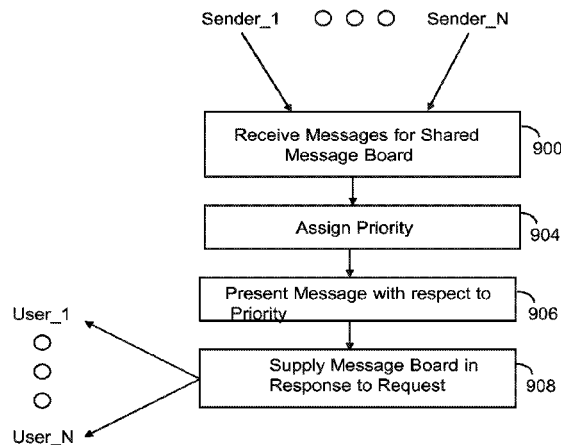 Sender_1 Sender_N
Receive Messages for Shared
Message Board
900
Assign Priority
904
Present Message with respect to
Priority
906
User_1
Supply Message Board in
Response to Request
908
User_N